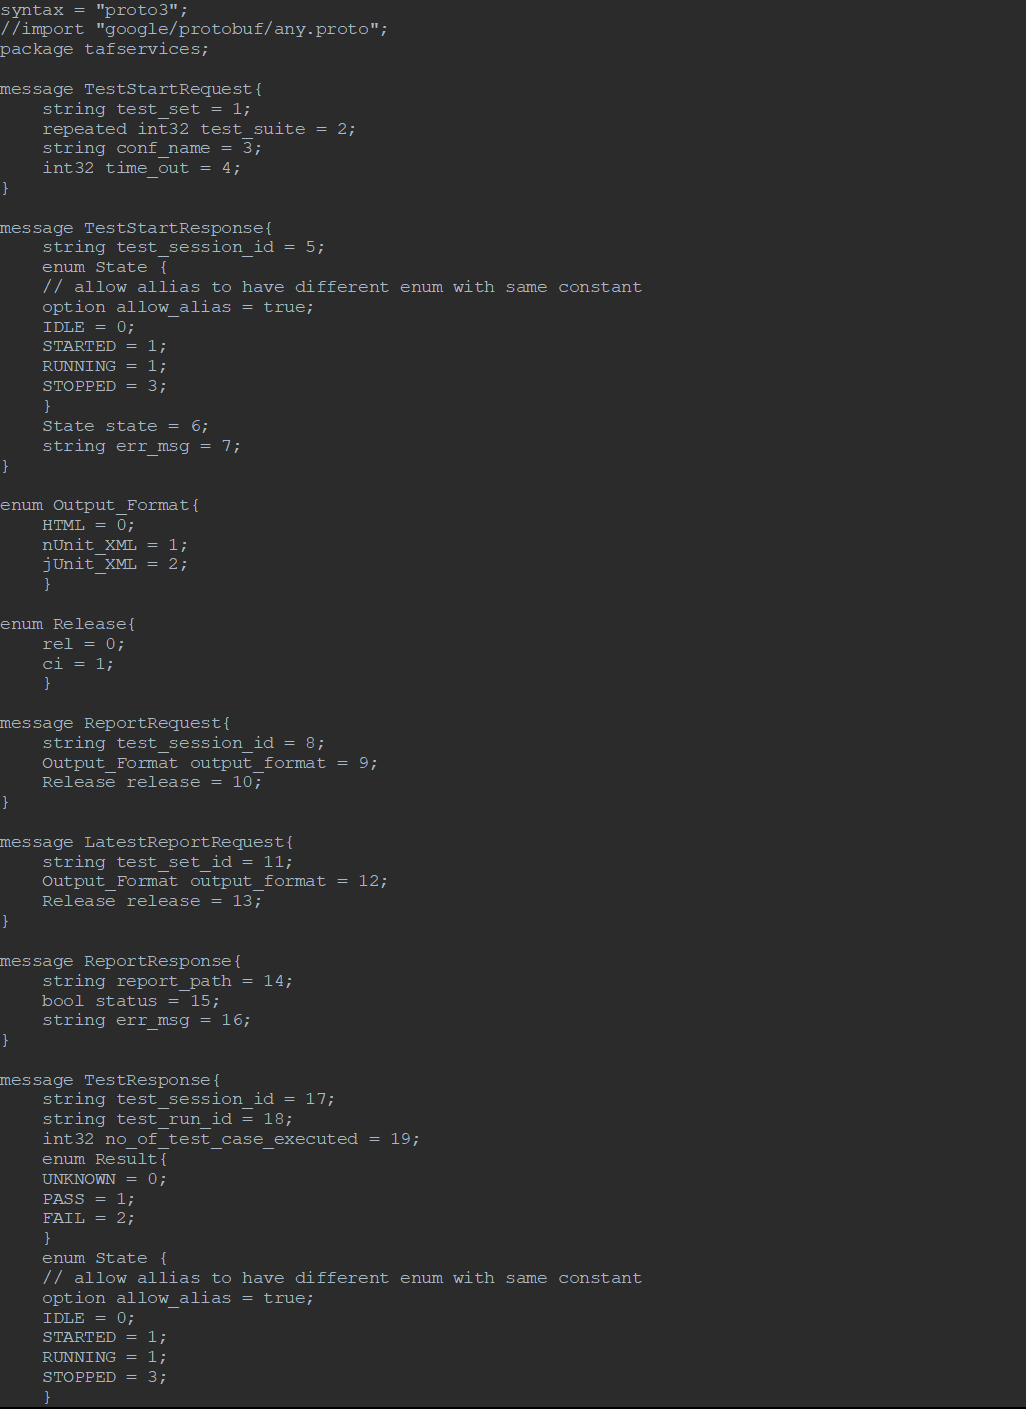 syntax = "proto3";
//import "google/protobuf/any.proto";
package tafservices;

message TestStartRequest{
    string test_set = 1;
    repeated int32 test_suite = 2;
    string conf_name = 3;
    int32 time_out = 4;
}

message TestStartResponse{
    string test_session_id = 5;
    enum State {
    // allow allias to have different enum with same constant
    option allow_alias = true;
    IDLE = 0;
    STARTED = 1;
    RUNNING = 1;
    STOPPED = 3;
    }
    State state = 6;
    string err_msg = 7;
}

enum Output_Format{
    HTML = 0;
    nUnit_XML = 1;
    jUnit_XML = 2;
    }

enum Release{
    rel = 0;
    ci = 1;
    }

message ReportRequest{
    string test_session_id = 8;
    Output_Format output_format = 9;
    Release release = 10;
}

message LatestReportRequest{
    string test_set_id = 11;
    Output_Format output_format = 12;
    Release release = 13;
}

message ReportResponse{
    string report_path = 14;
    bool status = 15;
    string err_msg = 16;
}

message TestResponse{
    string test_session_id = 17;
    string test_run_id = 18;
    int32 no_of_test_case_executed = 19;
    enum Result{
    UNKNOWN = 0;
    PASS = 1;
    FAIL = 2;
    }
    enum State {
    // allow allias to have different enum with same constant
    option allow_alias = true;
    IDLE = 0;
    STARTED = 1;
    RUNNING = 1;
    STOPPED = 3;
    }